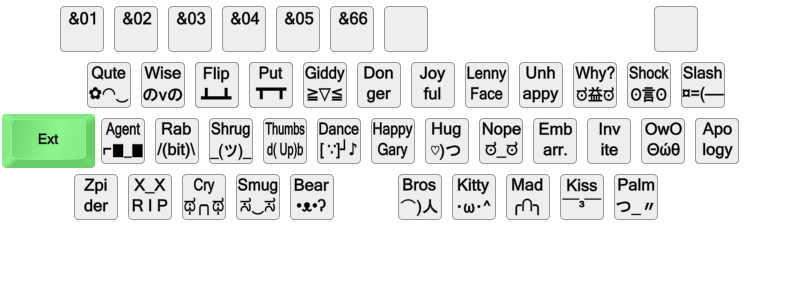 &01 &02 &03 &04 &05 &66
Qute Wise Flip Put Giddy Don Joy Lenny Unh Why? Shock Slash
✿◠‿ のvの ┻━┻ ┳━┳ ≧▽≦ ger ful Face appy ಠ益ಠ ʘ言ʘ ¤=(—
Ext Agent Rab Shrug Thumbs Dance Happy Hug Nope Emb Inv OwO Apo
⌐■_■ /(bit)\ _(ツ)_ d( Up)b [ ∵]┘♪ Gary ♡)つ ಠ_ಠ arr. ite Θώθ logy
Zpi X_X Cry Smug Bear Bros Kitty Mad Kiss Palm
der R I P ಥ╭╮ಥ ಸ‿ಸ •ᴥ•ʔ ⌒)人 ･ω･^ ╭∩╮ ￣³￣ つ_〃